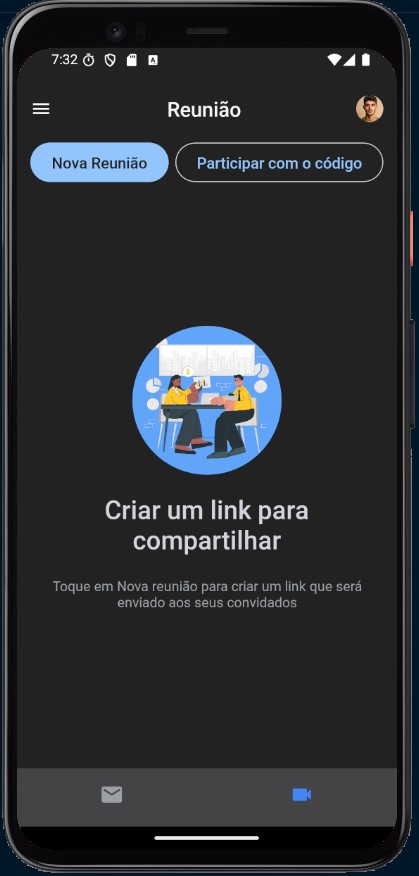 7:32
Reunião
Nova Reunião
Participar com o código
Criar um link para
compartilhar
Toque em Nova reunião para criar um link que será
enviado aos seus convidados